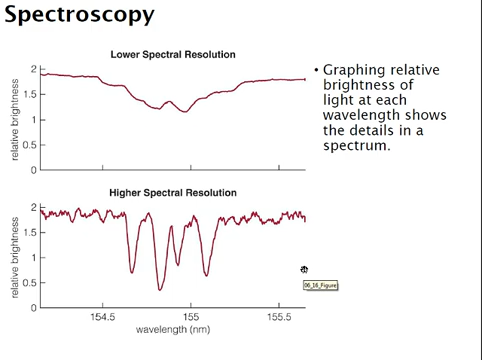 Spectroscopy
Lower Spectral Resolution
2
1.5
1
0.5
0
relative brightness
• Graphing relative
brightness of
light at each
wavelength shows
the details in a
spectrum.
Higher Spectral Resolution
2
1.5
1
0.5
0
relative brightness
154.5
155
155.5
wavelength (nm)
06_16_Figure